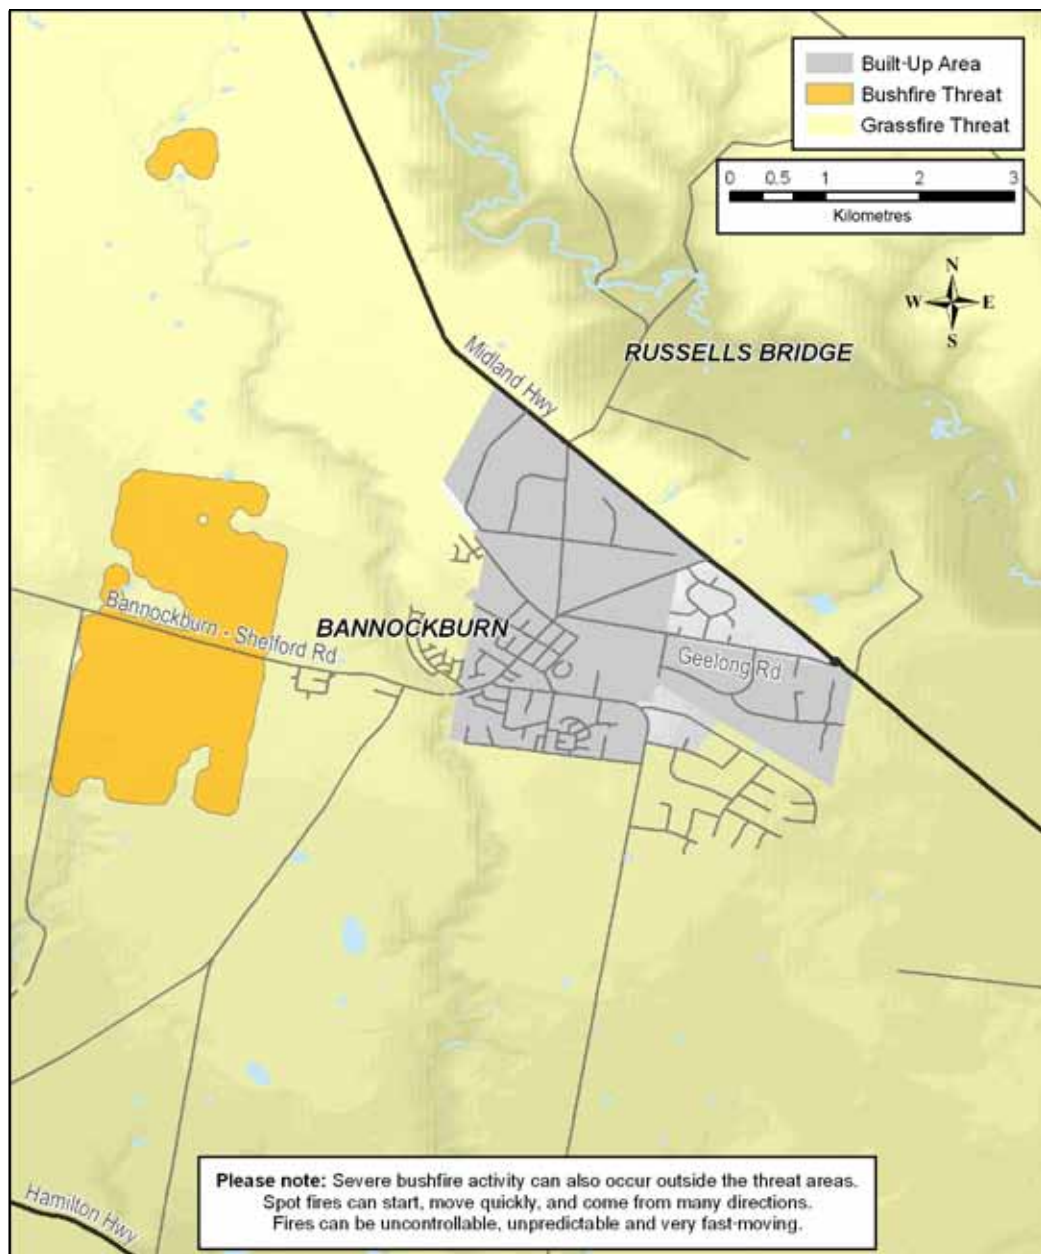 Built-Up Area
Bushfire Threat
Grassfire Threat
0 0.5 1 2 3
Kilometres
N
W E
S
Midland Hwy
RUSSELLS BRIDGE
Bannockburn - Shelford Rd
BANNOCKBURN
Geelong Rd
Hamilton Hwy
Please note: Severe bushfire activity can also occur outside the threat areas.
Spot fires can start, move quickly, and come from many directions.
Fires can be uncontrollable, unpredictable and very fast-moving.